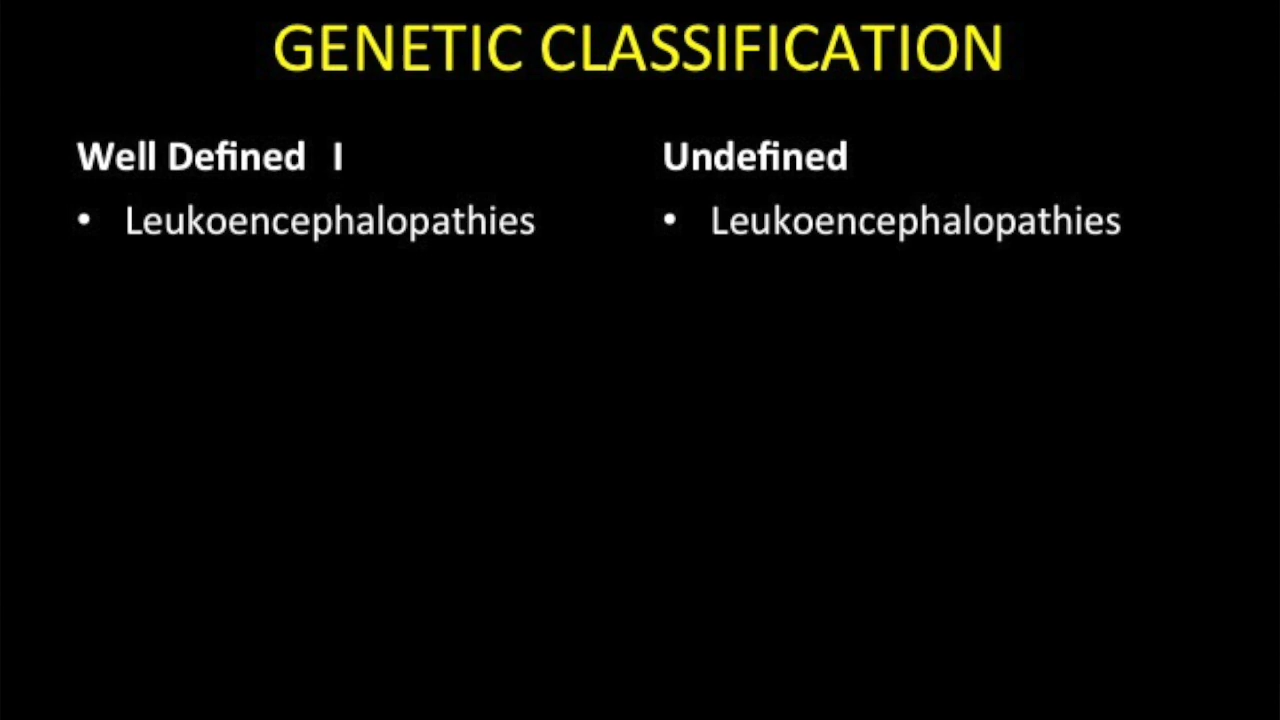 GENETIC CLASSIFICATION
Well Defined I
• Leukoencephalopathies
Undefined
• Leukoencephalopathies